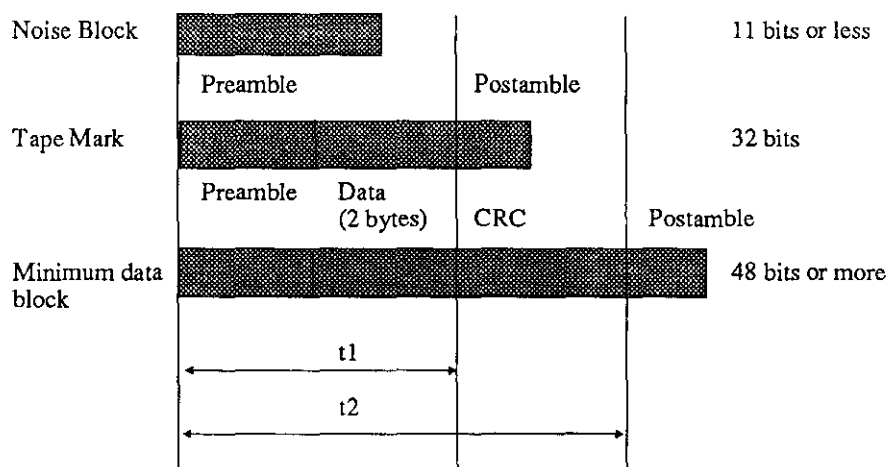 Noise Block 11 bits or less
Preamble Postamble
Tape Mark 32 bits
Preamble Data (2 bytes) CRC Postamble
Minimum data block 48 bits or more
t1
t2